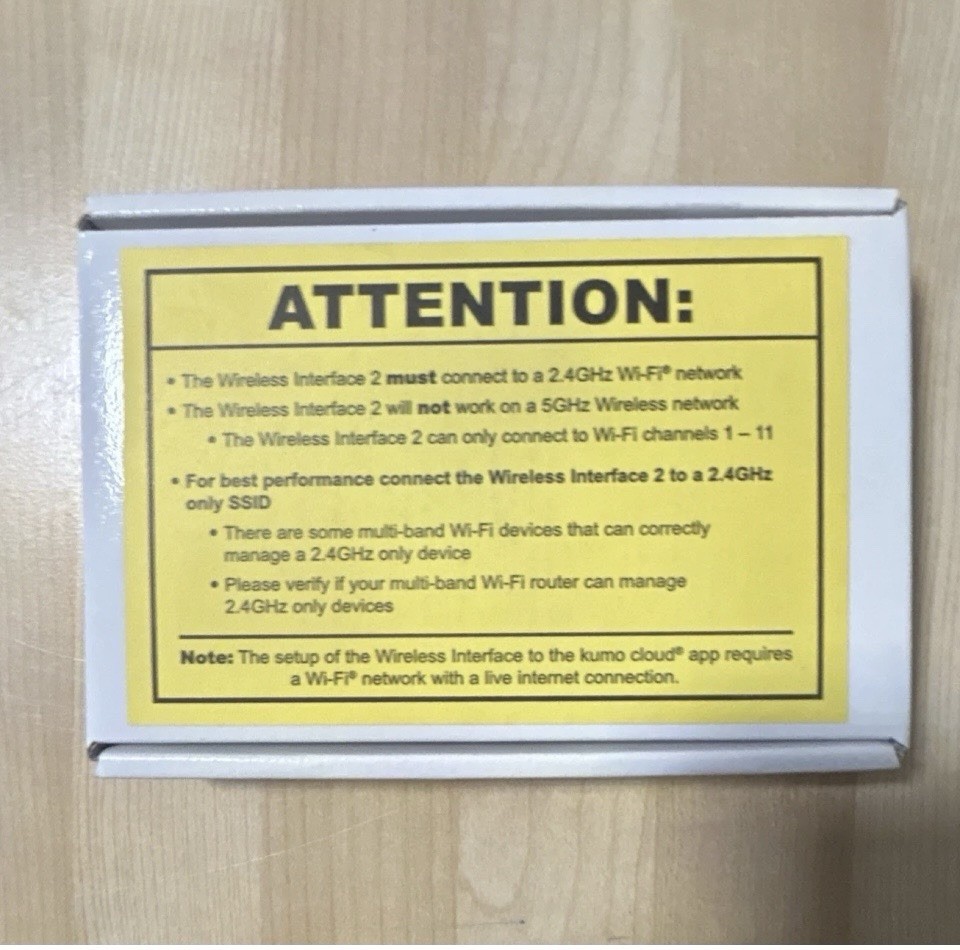 ATTENTION:
• The Wireless Interface 2 must connect to a 2.4GHz Wi-Fi® network
• The Wireless Interface 2 will not work on a 5GHz Wireless network
• The Wireless Interface 2 can only connect to Wi-Fi channels 1 – 11
• For best performance connect the Wireless Interface 2 to a 2.4GHz
only SSID
• There are some multi-band Wi-Fi devices that can correctly
manage a 2.4GHz only device
• Please verify if your multi-band Wi-Fi router can manage
2.4GHz only devices
Note: The setup of the Wireless Interface to the kumo cloud® app requires
a Wi-Fi® network with a live internet connection.